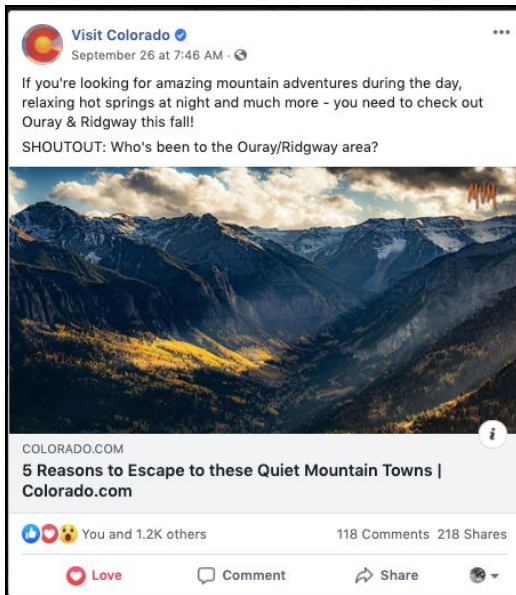 Visit Colorado
September 26 at 7:46 AM ·
If you're looking for amazing mountain adventures during the day,
relaxing hot springs at night and much more - you need to check out
Ouray & Ridgway this fall!
SHOUTOUT: Who's been to the Ouray/Ridgway area?
MVM
i
COLORADO.COM
5 Reasons to Escape to these Quiet Mountain Towns |
Colorado.com
You and 1.2K others 118 Comments 218 Shares
Love Comment Share